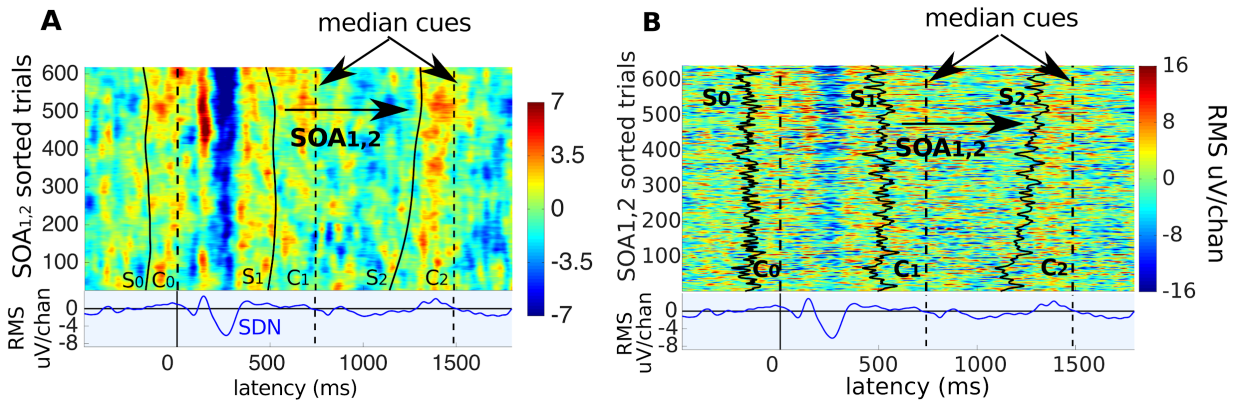 A
median cues
SOA1,2 sorted trials
600
500
400
300
200
100
SOA1,2
S0 C0 S1 C1 S2 C2
7
3.5
0
-3.5
-7
RMS
uV/chan
0
-4
-8
SDN
0 500 1000 1500
latency (ms)
B
median cues
SOA1,2 sorted trials
600
500
400
300
200
100
S0 S1 S2
SOA1,2
C0 C1 C2
16
8
0
-8
-16
RMS uV/chan
RMS
uV/chan
0
-4
-8
0 500 1000 1500
latency (ms)